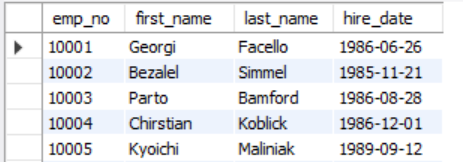 emp_no first_name last_name hire_date
10001 Georgi Facello 1986-06-26
10002 Bezalel Simmel 1985-11-21
10003 Parto Bamford 1986-08-28
10004 Chirstian Koblick 1986-12-01
10005 Kyoichi Maliniak 1989-09-12